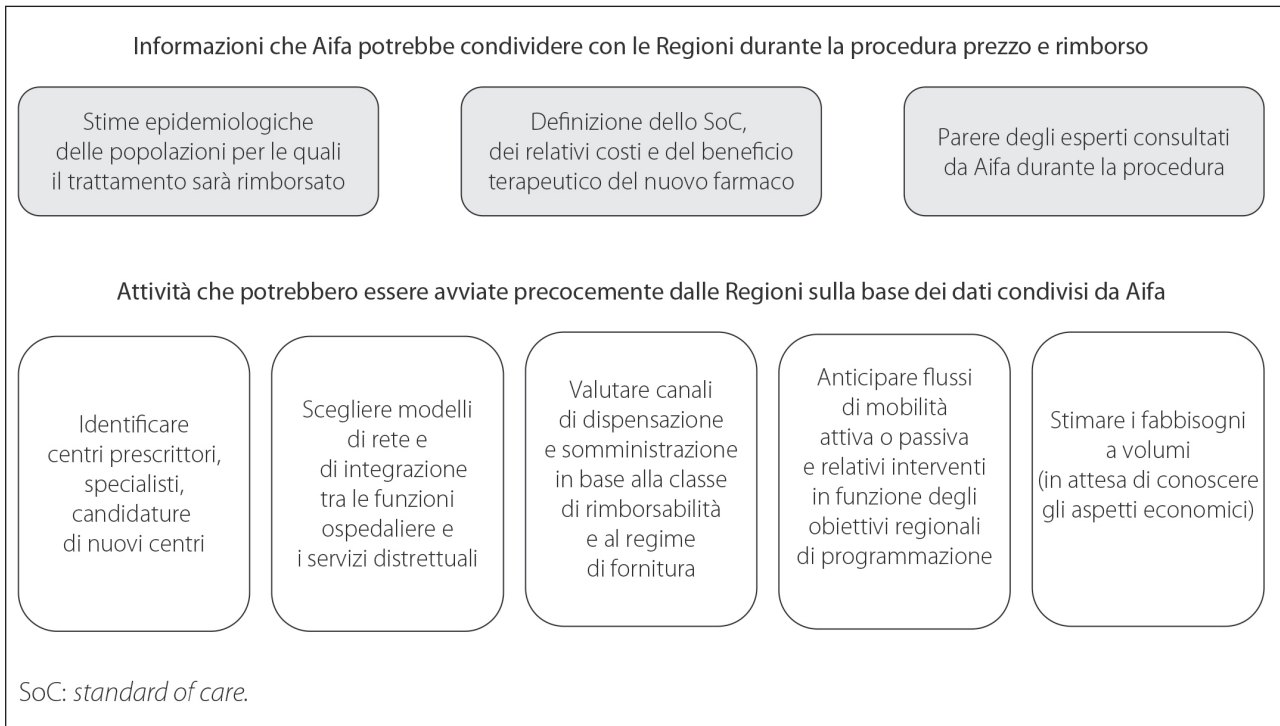 Informazioni che Aifa potrebbe condividere con le Regioni durante la procedura prezzo e rimborso
Stime epidemiologiche
delle popolazioni per le quali
il trattamento sarà rimborsato
Definizione dello SoC,
dei relativi costi e del beneficio
terapeutico del nuovo farmaco
Parere degli esperti consultati
da Aifa durante la procedura
Attività che potrebbero essere avviate precocemente dalle Regioni sulla base dei dati condivisi da Aifa
Identificare
centri prescrittori,
specialisti,
candidature
di nuovi centri
Scegliere modelli
di rete e
di integrazione
tra le funzioni
ospedaliere e
i servizi distrettuali
Valutare canali
di dispensazione
e somministrazione
in base alla classe
di rimborsabilità
e al regime
di fornitura
Anticipare flussi
di mobilità
attiva o passiva
e relativi interventi
in funzione degli
obiettivi regionali
di programmazione
Stimare i fabbisogni
a volumi
(in attesa di conoscere
gli aspetti economici)
SoC: standard of care.